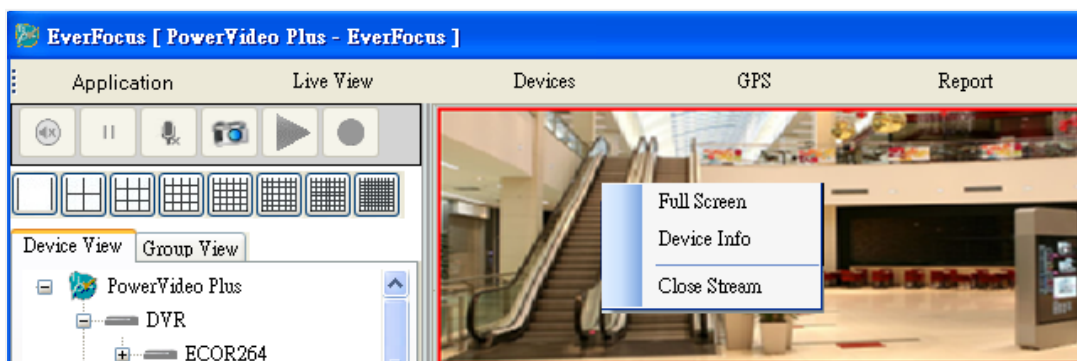 EverFocus [ PowerVideo Plus - EverFocus ]
Application Live View Devices GPS Report
Full Screen
Device View Group View
Device Info
PowerVideo Plus
Close Stream
DVR
ECOR264